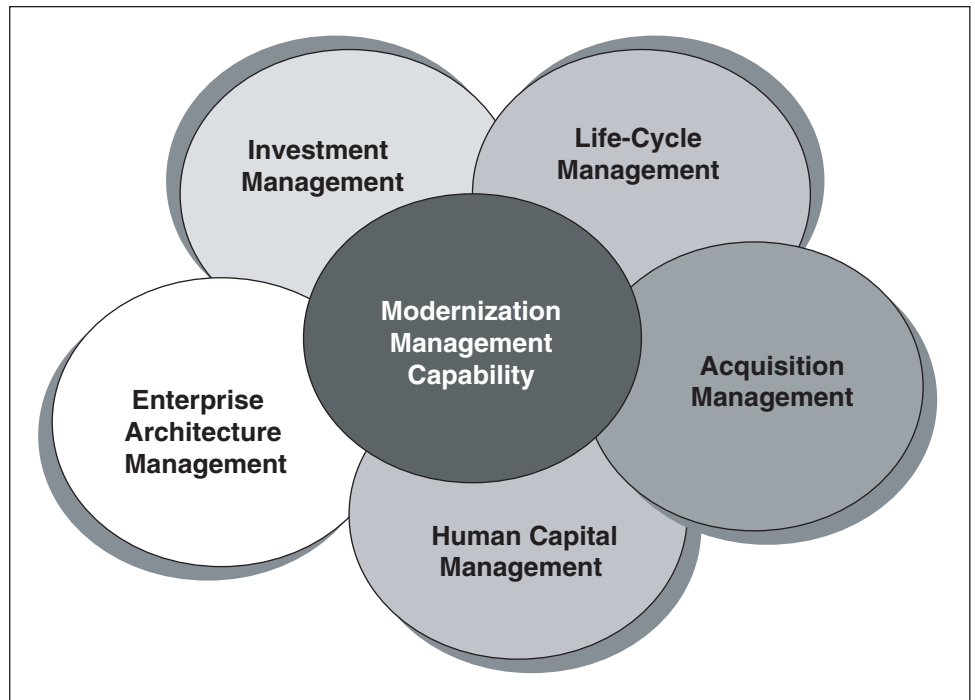 Investment
Management
Life-Cycle
Management
Modernization
Management
Capability
Acquisition
Management
Enterprise
Architecture
Management
Human Capital
Management